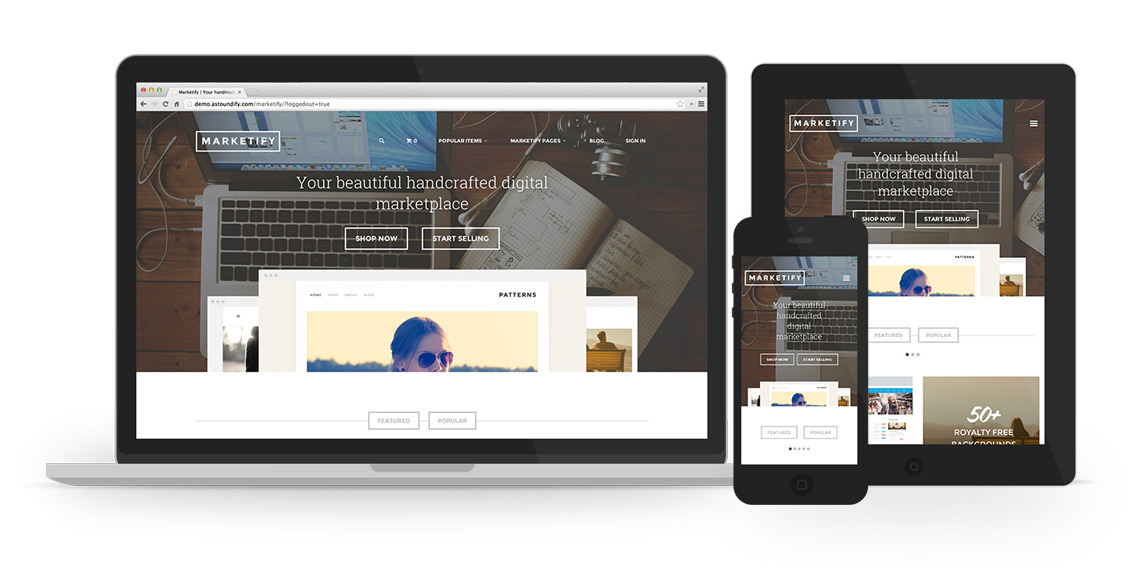 Marketify | Your handmad
demo.astoundify.com/marketify/?loggedout=true
MARKETIFY
0
POPULAR ITEMS
MARKETIFY PAGES
BLOG
SIGN IN
Your beautiful handcrafted digital
marketplace
SHOP NOW
START SELLING
HOME
SHOP
ABOUT
BLOG
PATTERNS
FEATURED
POPULAR
MARKETIFY
Your beautiful
handcrafted digital
marketplace
SHOP NOW
START SELLING
PATTERNS
FEATURED
POPULAR
50+
ROYALTY FREE
BACKGROUNDS
MARKETIFY
Your beautiful
handcrafted
digital
marketplace
SHOP NOW
START SELLING
FEATURED
POPULAR